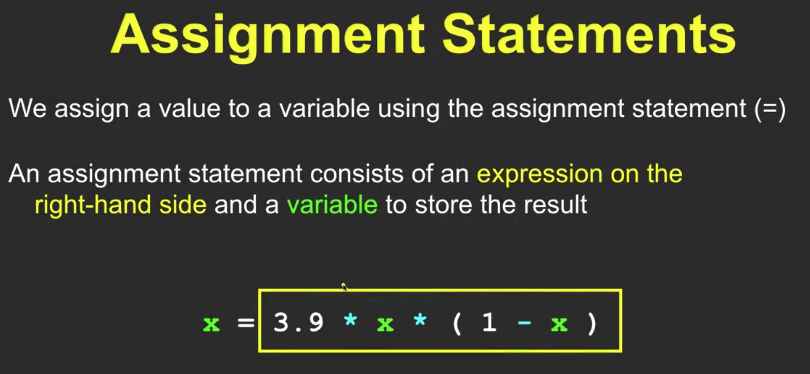 Assignment Statements
We assign a value to a variable using the assignment statement (=)
An assignment statement consists of an expression on the
right-hand side and a variable to store the result
x = 3.9 * x * ( 1 - x )